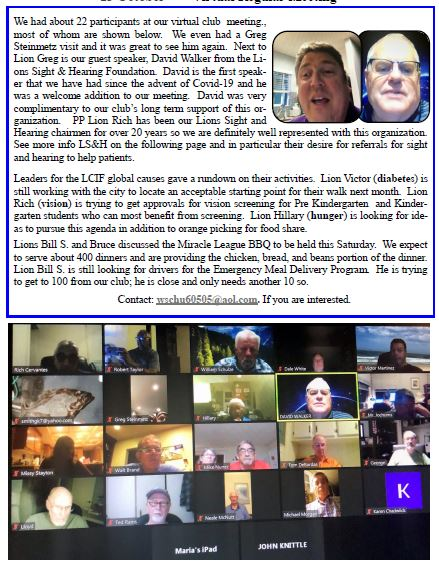 We had about 22 participants at our virtual club meeting.,
most of whom are shown below. We even had a Greg
Steinmetz visit and it was great to see him again. Next to
Lion Greg is our guest speaker, David Walker from the Li-
ons Sight & Hearing Foundation. David is the first speak-
er that we have had since the advent of Covid-19 and he
was a welcome addition to our meeting. David was very
complimentary to our club's long term support of this or-
ganization. PP Lion Rich has been our Lions Sight and
Hearing chairmen for over 20 years so we are definitely well represented with this organization.
See more info LS&H on the following page and in particular their desire for referrals for sight
and hearing to help patients.
Leaders for the LCIF global causes gave a rundown on their activities. Lion Victor (diabetes) is
still working with the city to locate an acceptable starting point for their walk next month. Lion
Rich (vision) is trying to get approvals for vision screening for Pre Kindergarten and Kinder-
garten students who can most benefit from screening. Lion Hillary (hunger) is looking for ide-
as to pursue this agenda in addition to orange picking for food share.
Lions Bill S. and Bruce discussed the Miracle League BBQ to be held this Saturday. We expect
to serve about 400 dinners and are providing the chicken, bread, and beans portion of the dinner.
Lion Bill S. is still looking for drivers for the Emergency Meal Delivery Program. He is trying
to get to 100 from our club; he is close and only needs another 10 so.
Contact: wschu60505@aol.com. If you are interested.
Rich Cervantes
Robert Taylor
William Schulze
Dale White
Victor Martinez
smithgk7@yahoo.com
Greg Steinmetz
Hillary
DAVID WALKER
Missy Stayton
Walt Brand
Mike Nunez
Tom DeBardas
George
Lloyd
Ted Rains
Neale McNutt
Michael Morgan
K
Karen Chadwick
Maria's iPad
JOHN KNITTLE